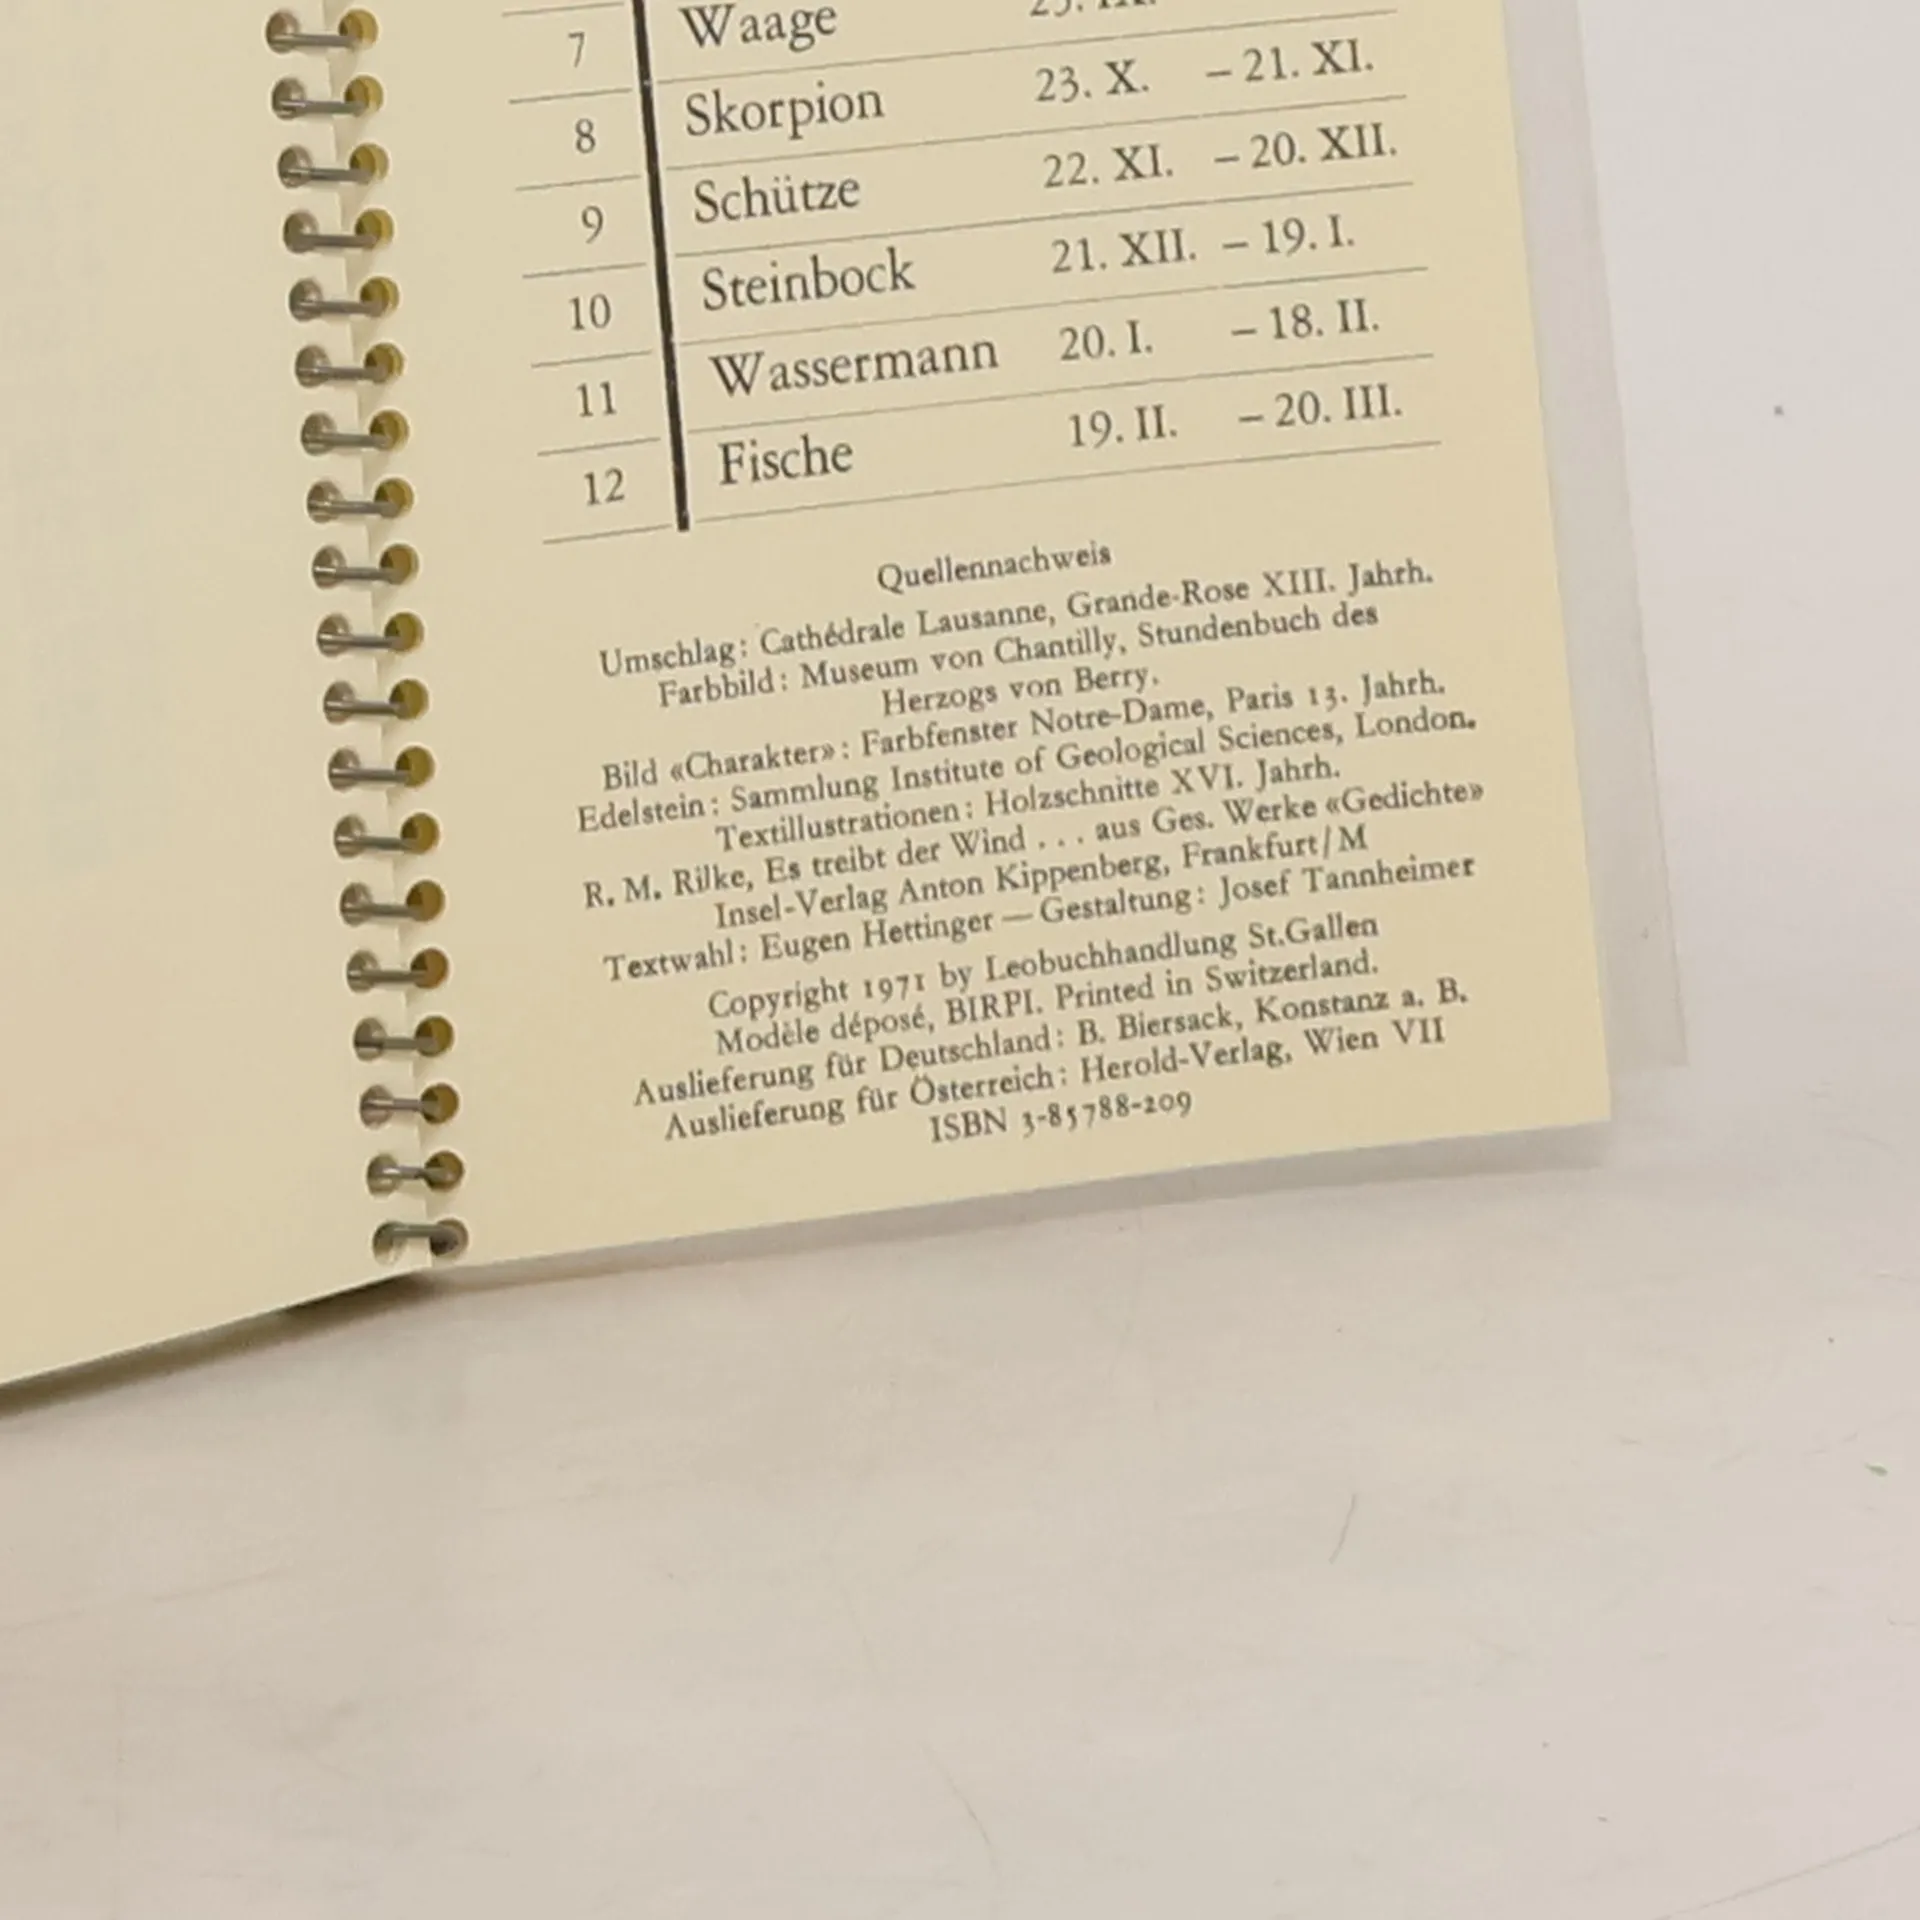 7 Waage
8 Skorpion 23. X. – 21. XI.
9 Schütze 22. XI. – 20. XII.
10 Steinbock 21. XII. – 19. I.
11 Wassermann 20. I. – 18. II.
12 Fische 19. II. – 20. III.
Quellennachweis
Umschlag: Cathédrale Lausanne, Grande-Rose XIII. Jahrh.
Farbbild: Museum von Chantilly, Stundenbuch des
Herzogs von Berry.
Bild «Charakter»: Farbfenster Notre-Dame, Paris 13. Jahrh.
Edelstein: Sammlung Institute of Geological Sciences, London.
Textillustrationen: Holzschnitte XVI. Jahrh.
R. M. Rilke, Es treibt der Wind . . . aus Ges. Werke «Gedichte»
Insel-Verlag Anton Kippenberg, Frankfurt/M
Textwahl: Eugen Hettinger — Gestaltung: Josef Tannheimer
Copyright 1971 by Leobuchhandlung St.Gallen
Modèle déposé, BIRPI. Printed in Switzerland.
Auslieferung für Deutschland: B. Biersack, Konstanz a. B.
Auslieferung für Österreich: Herold-Verlag, Wien VII
ISBN 3-85788-209